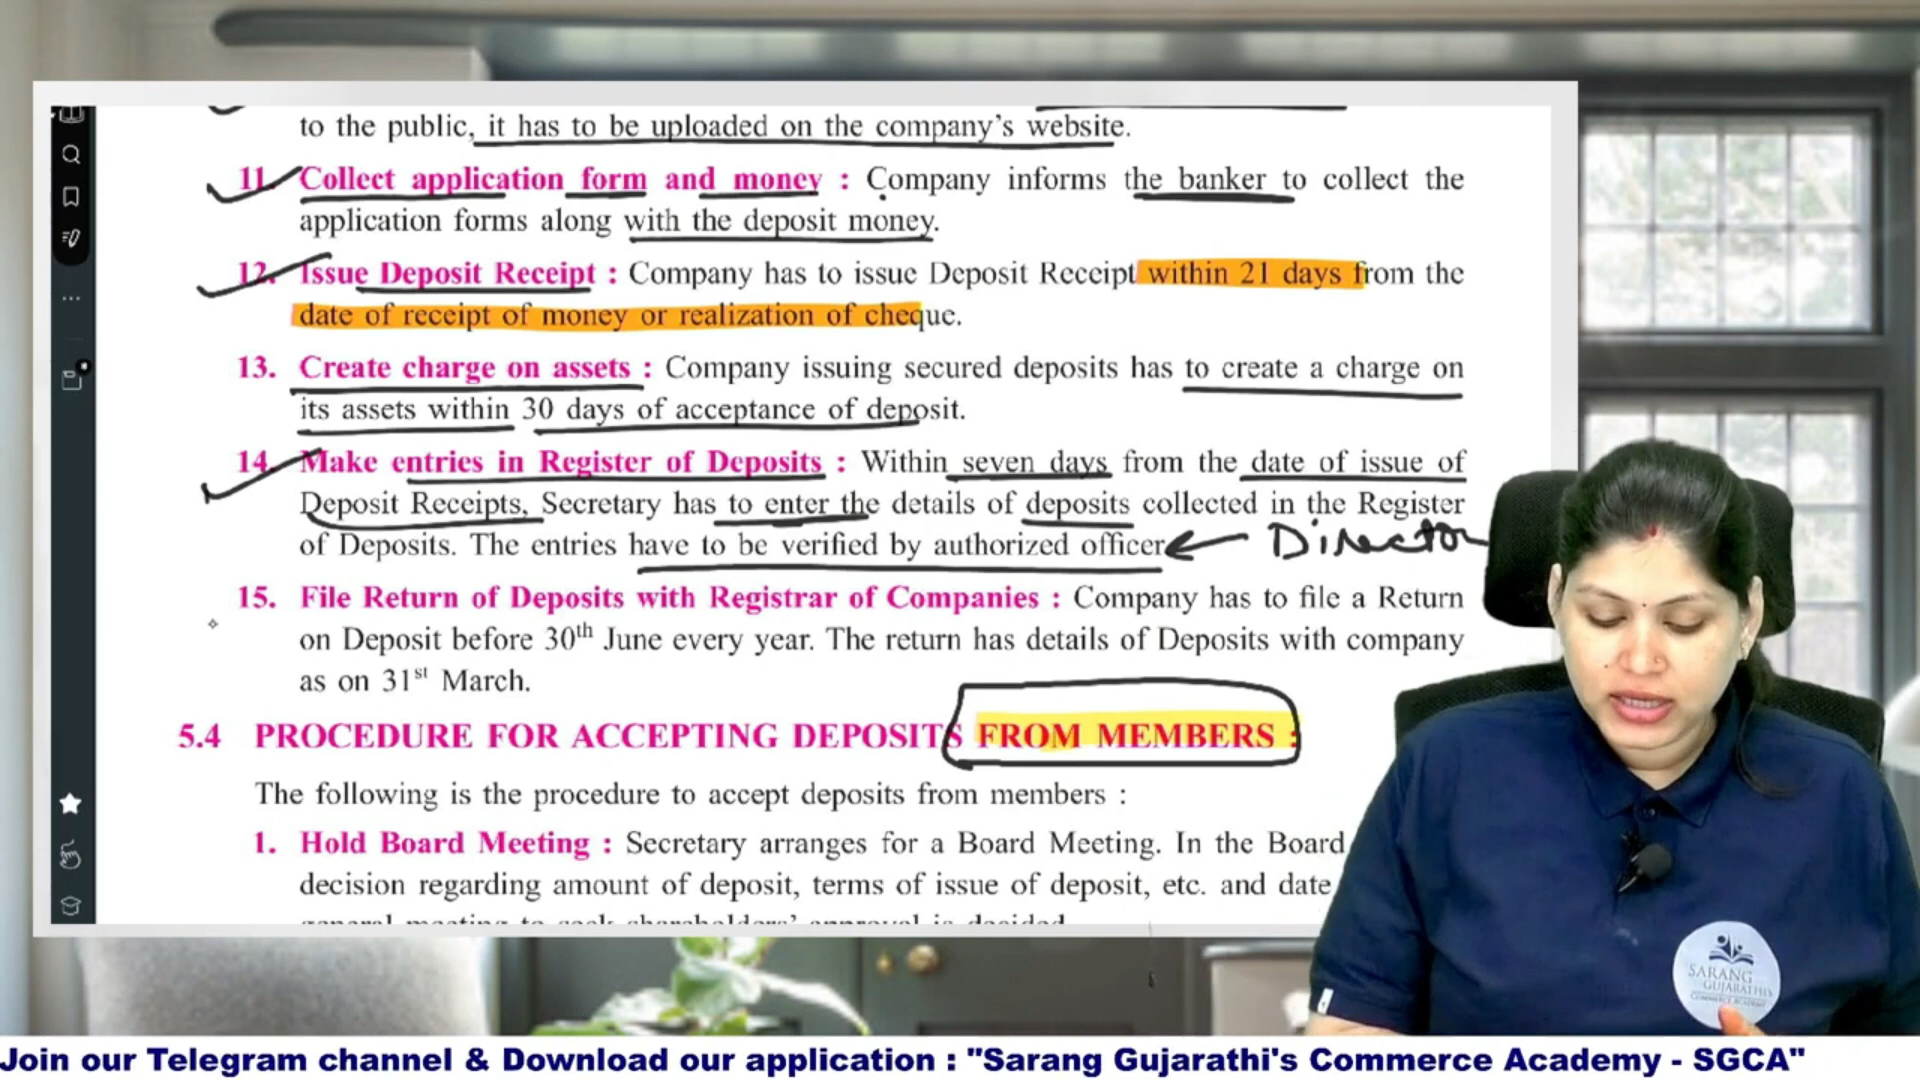 to the public, it has to be uploaded on the company's website.
11. Collect application form and money : Company informs the banker to collect the
application forms along with the deposit money.
12. Issue Deposit Receipt : Company has to issue Deposit Receipt within 21 days from the
date of receipt of money or realization of cheque.
13. Create charge on assets : Company issuing secured deposits has to create a charge on
its assets within 30 days of acceptance of deposit.
14. Make entries in Register of Deposits : Within seven days from the date of issue of
Deposit Receipts, Secretary has to enter the details of deposits collected in the Register
of Deposits. The entries have to be verified by authorized officer
Director
15. File Return of Deposits with Registrar of Companies : Company has to file a Return
on Deposit before 30th June every year. The return has details of Deposits with company
as on 31st March.
5.4 PROCEDURE FOR ACCEPTING DEPOSITS FROM MEMBERS :
The following is the procedure to accept deposits from members :
1. Hold Board Meeting : Secretary arranges for a Board Meeting. In the Board
decision regarding amount of deposit, terms of issue of deposit, etc. and date
general meeting to seek shareholders' approval is decided
SARANG
GUJARATHI'S
COMMERCE ACADEMY
Join our Telegram channel & Download our application : "Sarang Gujarathi's Commerce Academy - SGCA"